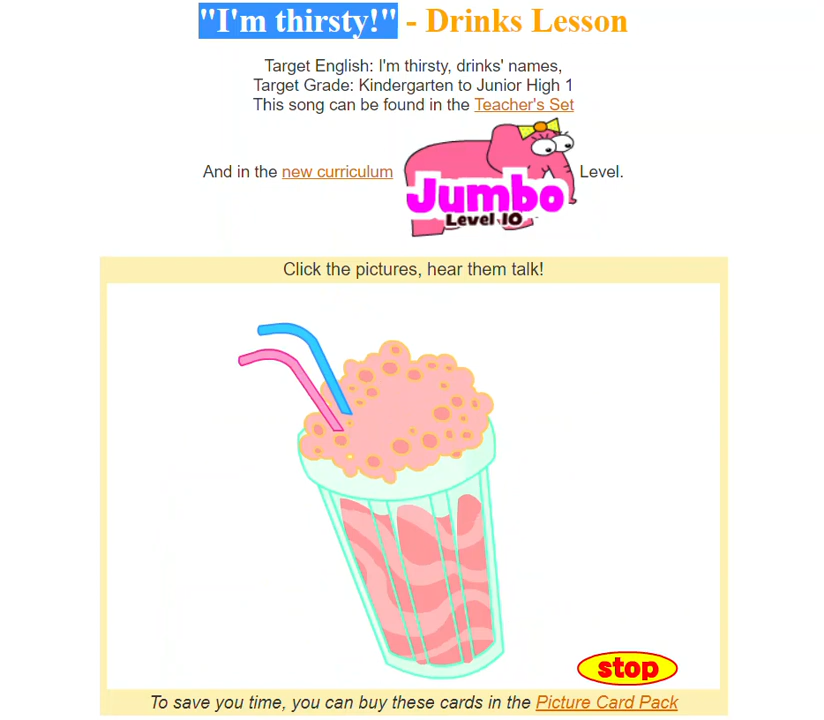 "I'm thirsty!" - Drinks Lesson
Target English: I'm thirsty, drinks' names,
Target Grade: Kindergarten to Junior High 1
This song can be found in the Teacher's Set
And in the new curriculum Jumbo Level 10 Level.
Click the pictures, hear them talk!
stop
To save you time, you can buy these cards in the Picture Card Pack